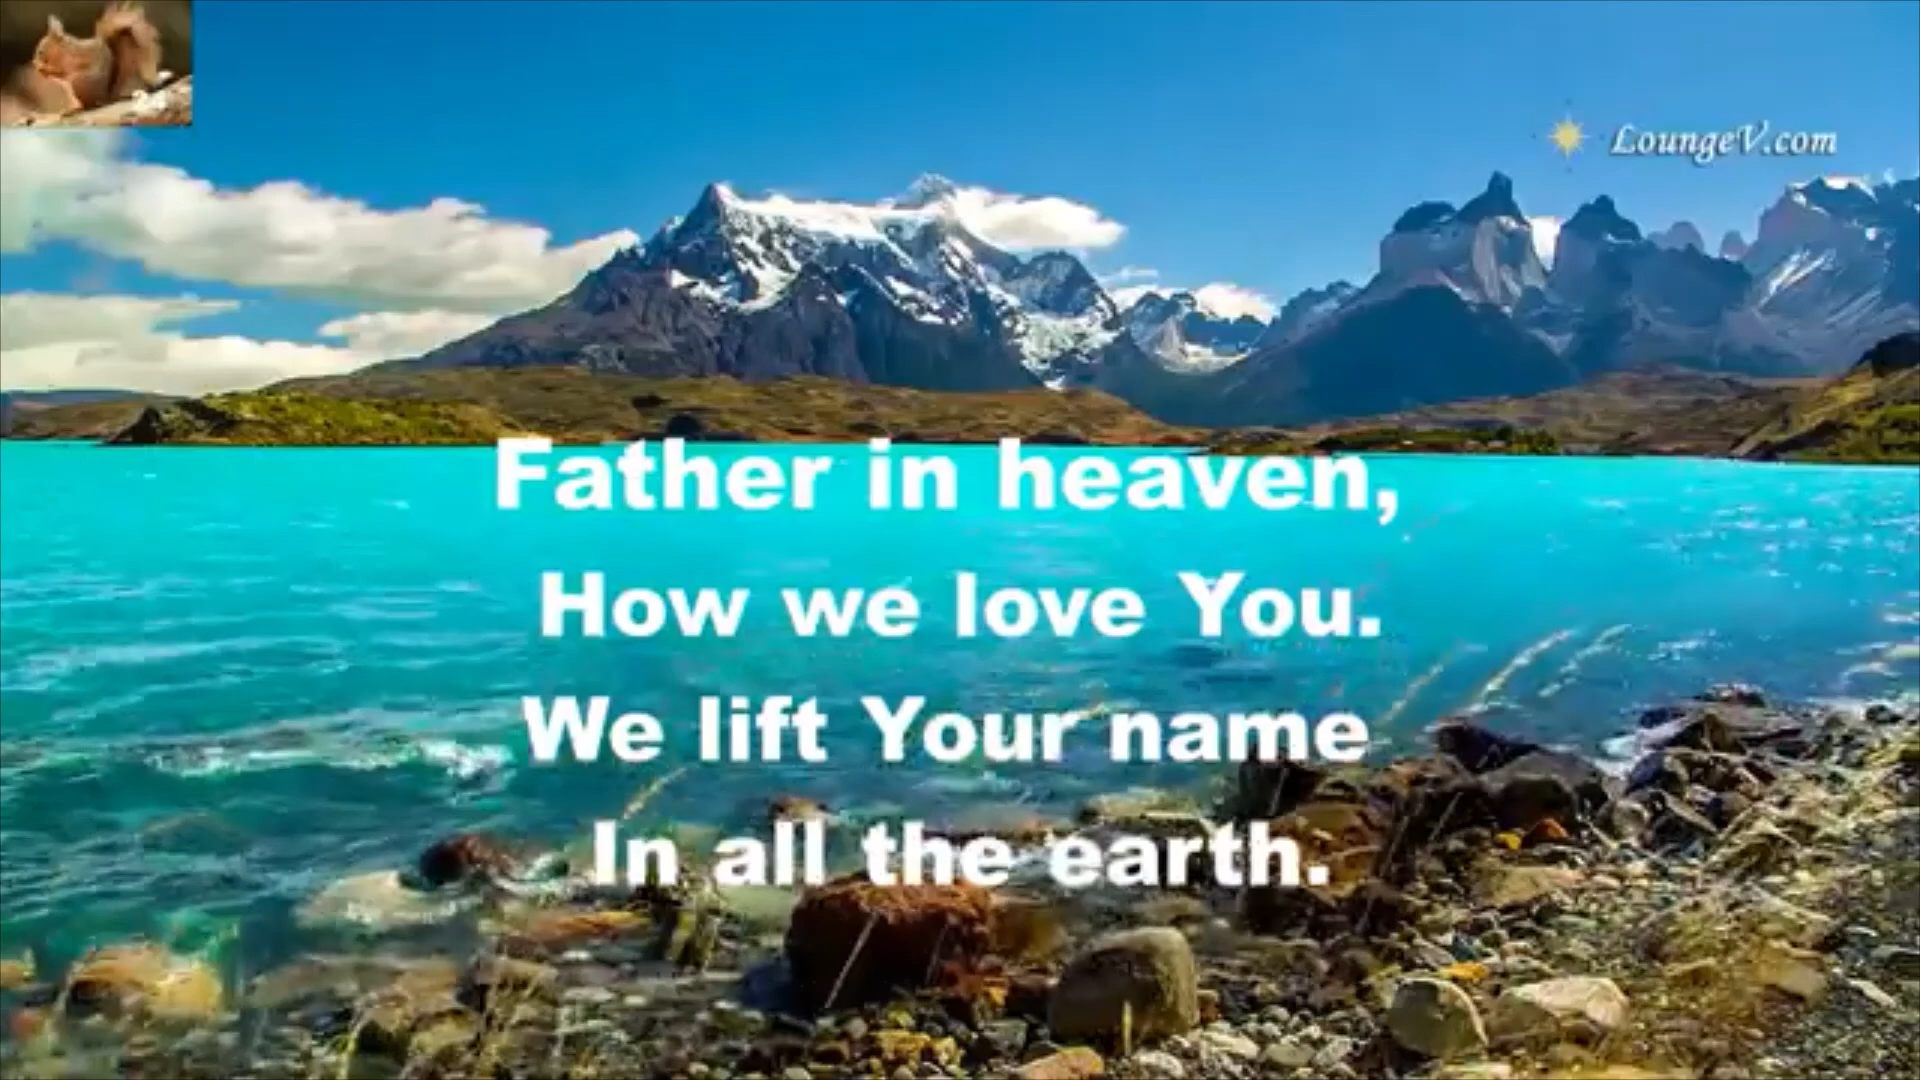 LoungeV.com
Father in heaven,
How we love You.
We lift Your name
In all the earth.